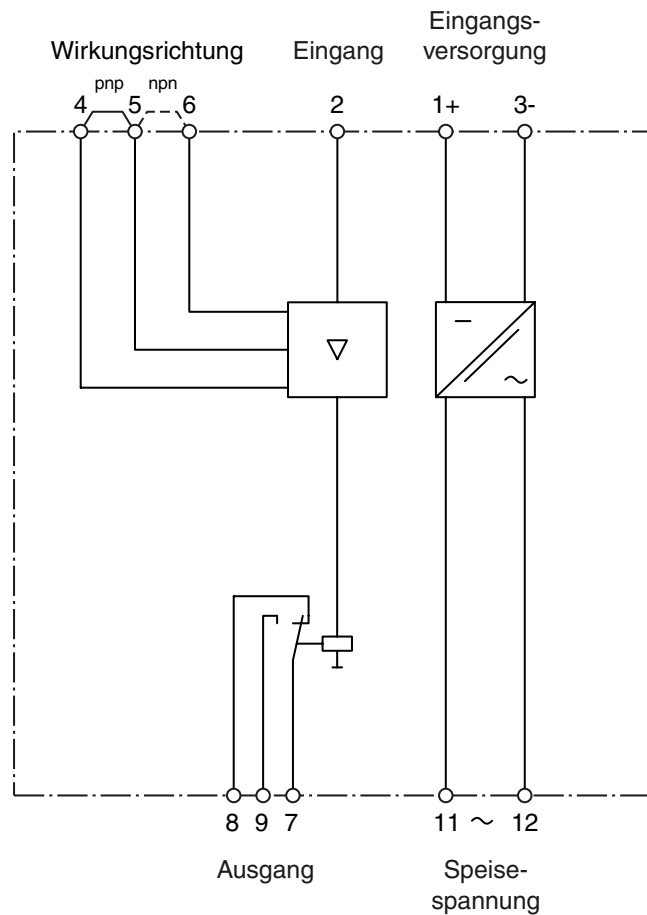 Wirkungsrichtung
Eingang
Eingangs-
versorgung
pnp
npn
4
5
6
2
1+
3-
8
9
7
11
~
12
Ausgang
Speise-
spannung